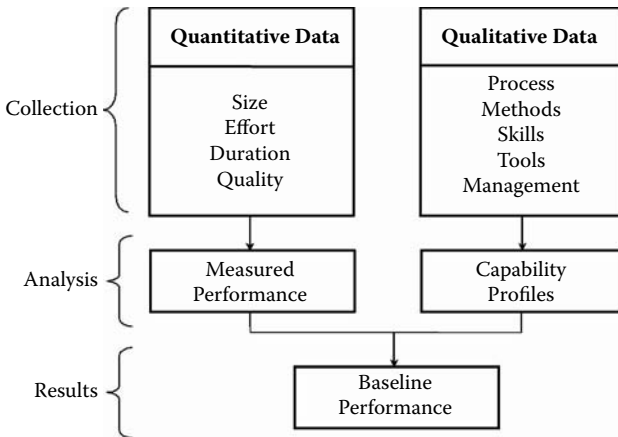 Quantitative Data
Qualitative Data
Collection
Size
Effort
Duration
Quality
Process
Methods
Skills
Tools
Management
Analysis
Measured
Performance
Capability
Profiles
Results
Baseline
Performance